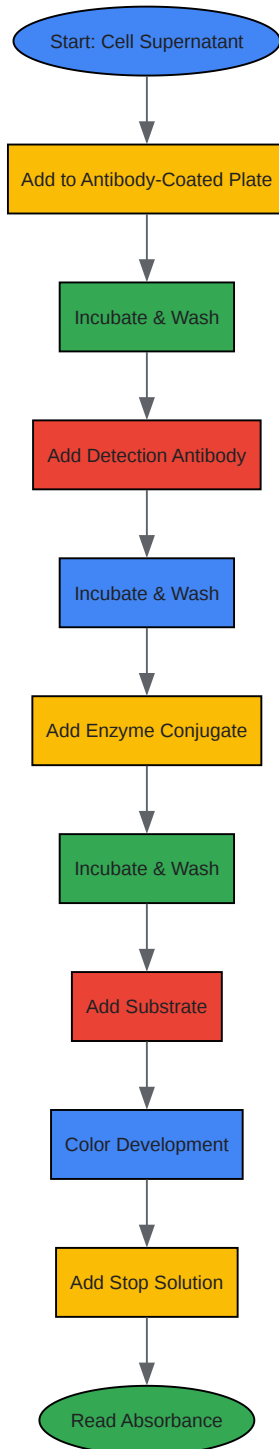 Start: Cell Supernatant
Add to Antibody-Coated Plate
Incubate & Wash
Add Detection Antibody
Incubate & Wash
Add Enzyme Conjugate
Incubate & Wash
Add Substrate
Color Development
Add Stop Solution
Read Absorbance